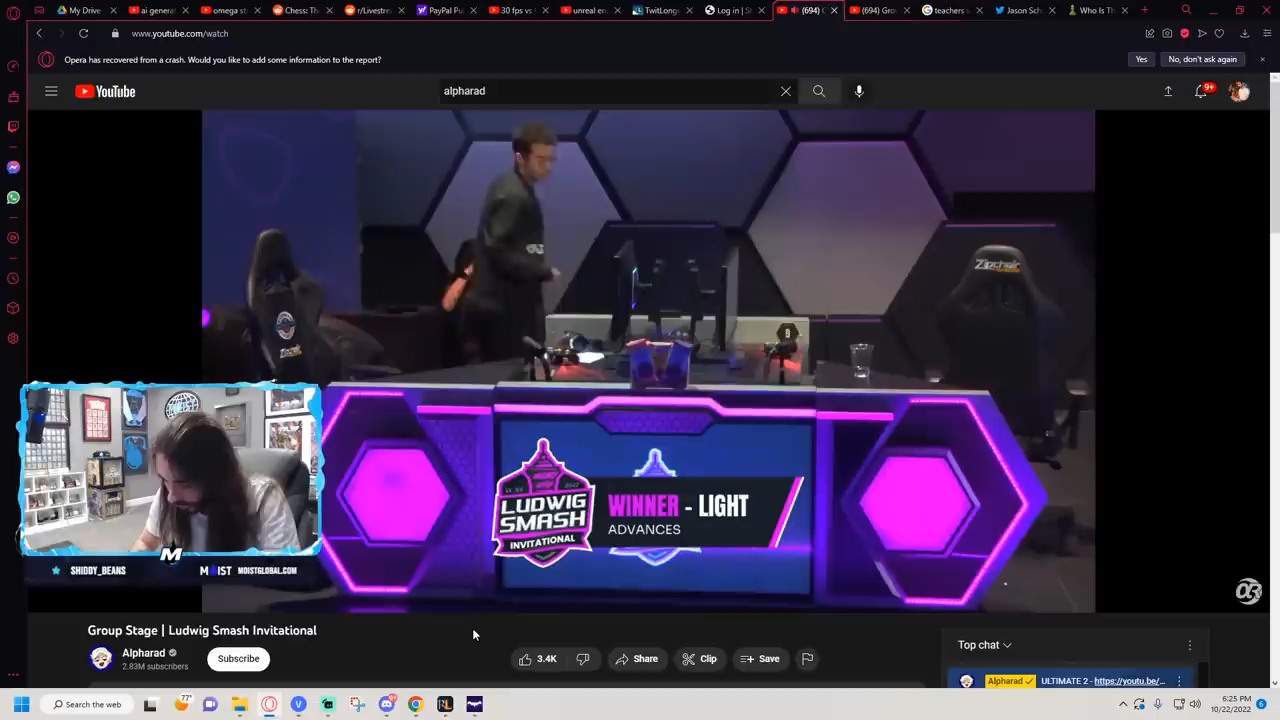 My Drive
ai general
omega st
Chess: Th
r/Livestre
PayPal Pu
30 fps vs
unreal en
TwitLong
Log in | S
(694) G
(694) Gro
teachers s
Jason Sch
Who Is Th
www.youtube.com/watch
Opera has recovered from a crash. Would you like to add some information to the report?
Yes
No, don't ask again
YouTube
alpharad
9+
LUDWIG
SMASH
INVITATIONAL
WINNER - LIGHT
ADVANCES
M
SHIDDY_BEANS
MOISTGLOBAL.COM
Group Stage | Ludwig Smash Invitational
Alpharad
2.83M subscribers
Subscribe
3.4K
Share
Clip
Save
Top chat
Alpharad
ULTIMATE 2 - https://youtu.be/...
Search the web
77°
6:25 PM
10/22/2022